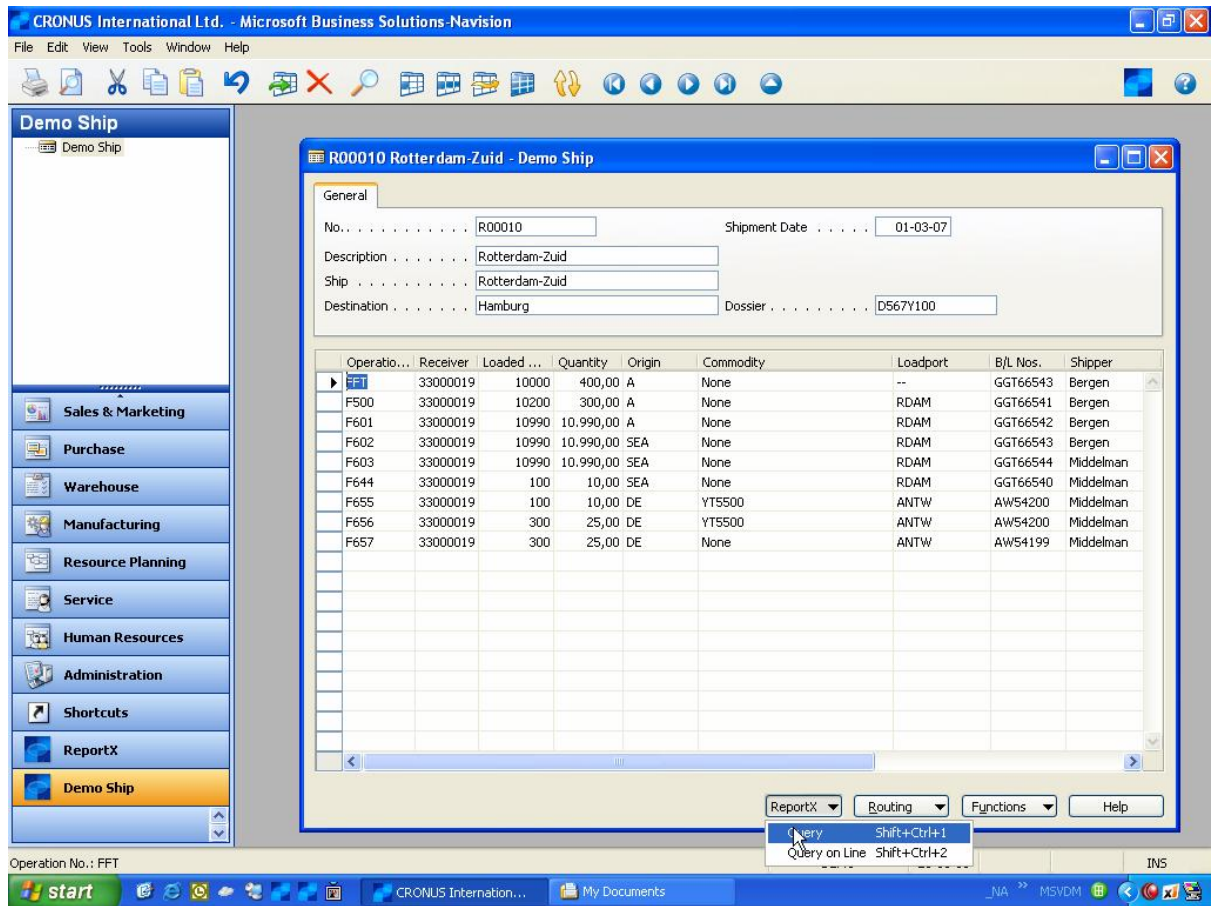 CRONUS International Ltd. - Microsoft Business Solutions-Navision
File Edit View Tools Window Help
Demo Ship
Demo Ship
R00010 Rotterdam-Zuid - Demo Ship
General
No. . . . . . . . . . . . . R00010 Shipment Date . . . . . 01-03-07
Description . . . . . . . Rotterdam-Zuid
Ship . . . . . . . . . . Rotterdam-Zuid
Destination . . . . . . . Hamburg Dossier . . . . . . . . . D567Y100
Operatio... Receiver Loaded ... Quantity Origin Commodity Loadport B/L Nos. Shipper
FFT 33000019 10000 400,00 A None -- GGT66543 Bergen
F500 33000019 10200 300,00 A None RDAM GGT66541 Bergen
F601 33000019 10990 10.990,00 A None RDAM GGT66542 Bergen
F602 33000019 10990 10.990,00 SEA None RDAM GGT66543 Bergen
F603 33000019 10990 10.990,00 SEA None RDAM GGT66544 Middelman
F644 33000019 100 10,00 SEA None RDAM GGT66540 Middelman
F655 33000019 100 10,00 DE YT5500 ANTW AW54200 Middelman
F656 33000019 300 25,00 DE YT5500 ANTW AW54200 Middelman
F657 33000019 300 25,00 DE None ANTW AW54199 Middelman
Sales & Marketing
Purchase
Warehouse
Manufacturing
Resource Planning
Service
Human Resources
Administration
Shortcuts
ReportX
Demo Ship
ReportX Routing Functions Help
Query Shift+Ctrl+1
Query on Line Shift+Ctrl+2
Operation No.: FFT INS
start CRONUS Internation... My Documents _NA MSVDM